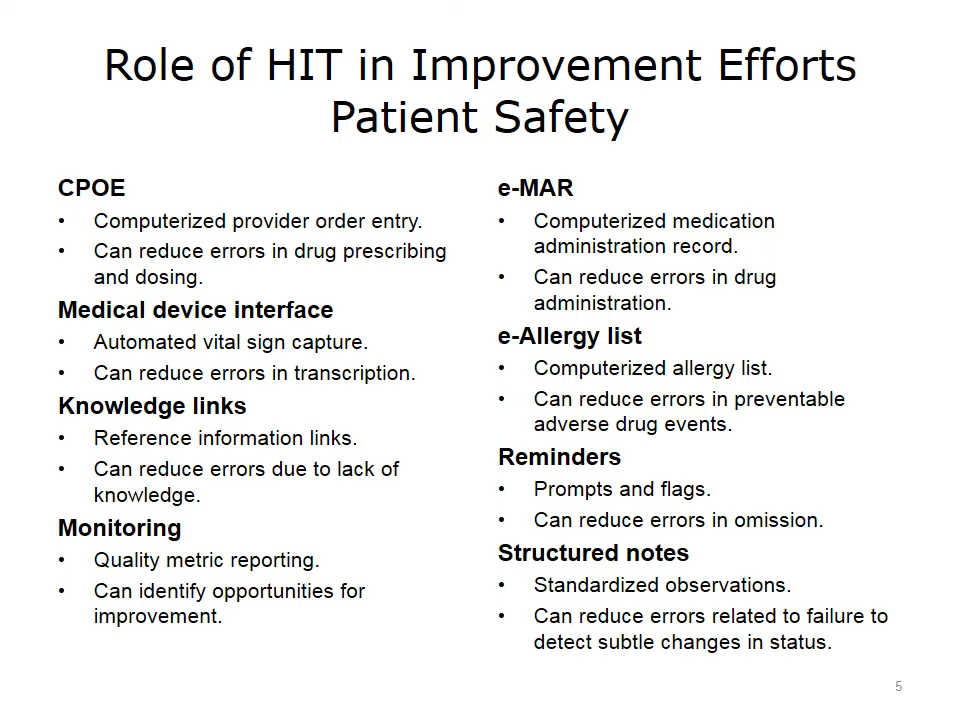 Role of HIT in Improvement Efforts
Patient Safety
CPOE
• Computerized provider order entry.
• Can reduce errors in drug prescribing
and dosing.
Medical device interface
• Automated vital sign capture.
• Can reduce errors in transcription.
Knowledge links
• Reference information links.
• Can reduce errors due to lack of
knowledge.
Monitoring
• Quality metric reporting.
• Can identify opportunities for
improvement.
e-MAR
• Computerized medication
administration record.
• Can reduce errors in drug
administration.
e-Allergy list
• Computerized allergy list.
• Can reduce errors in preventable
adverse drug events.
Reminders
• Prompts and flags.
• Can reduce errors in omission.
Structured notes
• Standardized observations.
• Can reduce errors related to failure to
detect subtle changes in status.
5